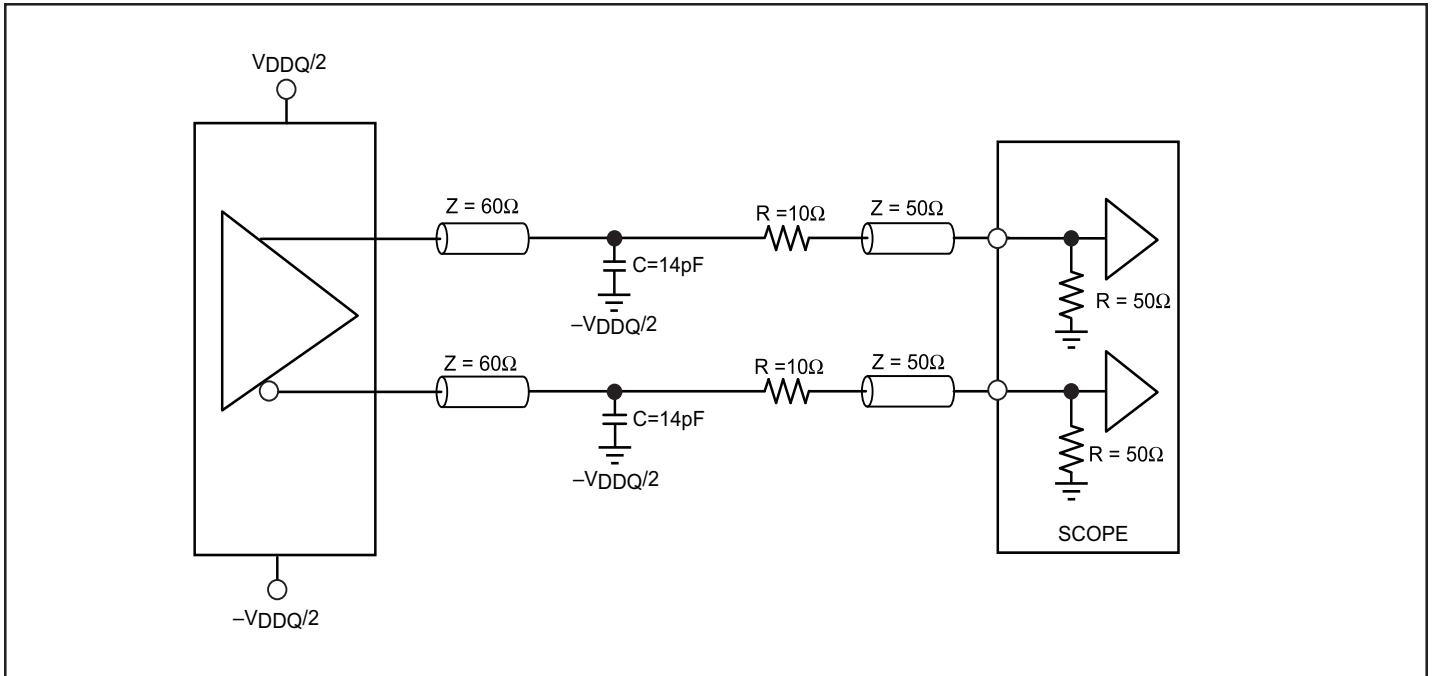 VDDQ/2
Z = 60Ω
R =10Ω
Z = 50Ω
C=14pF
–VDDQ/2
R = 50Ω
Z = 60Ω
R =10Ω
Z = 50Ω
C=14pF
–VDDQ/2
R = 50Ω
SCOPE
–VDDQ/2